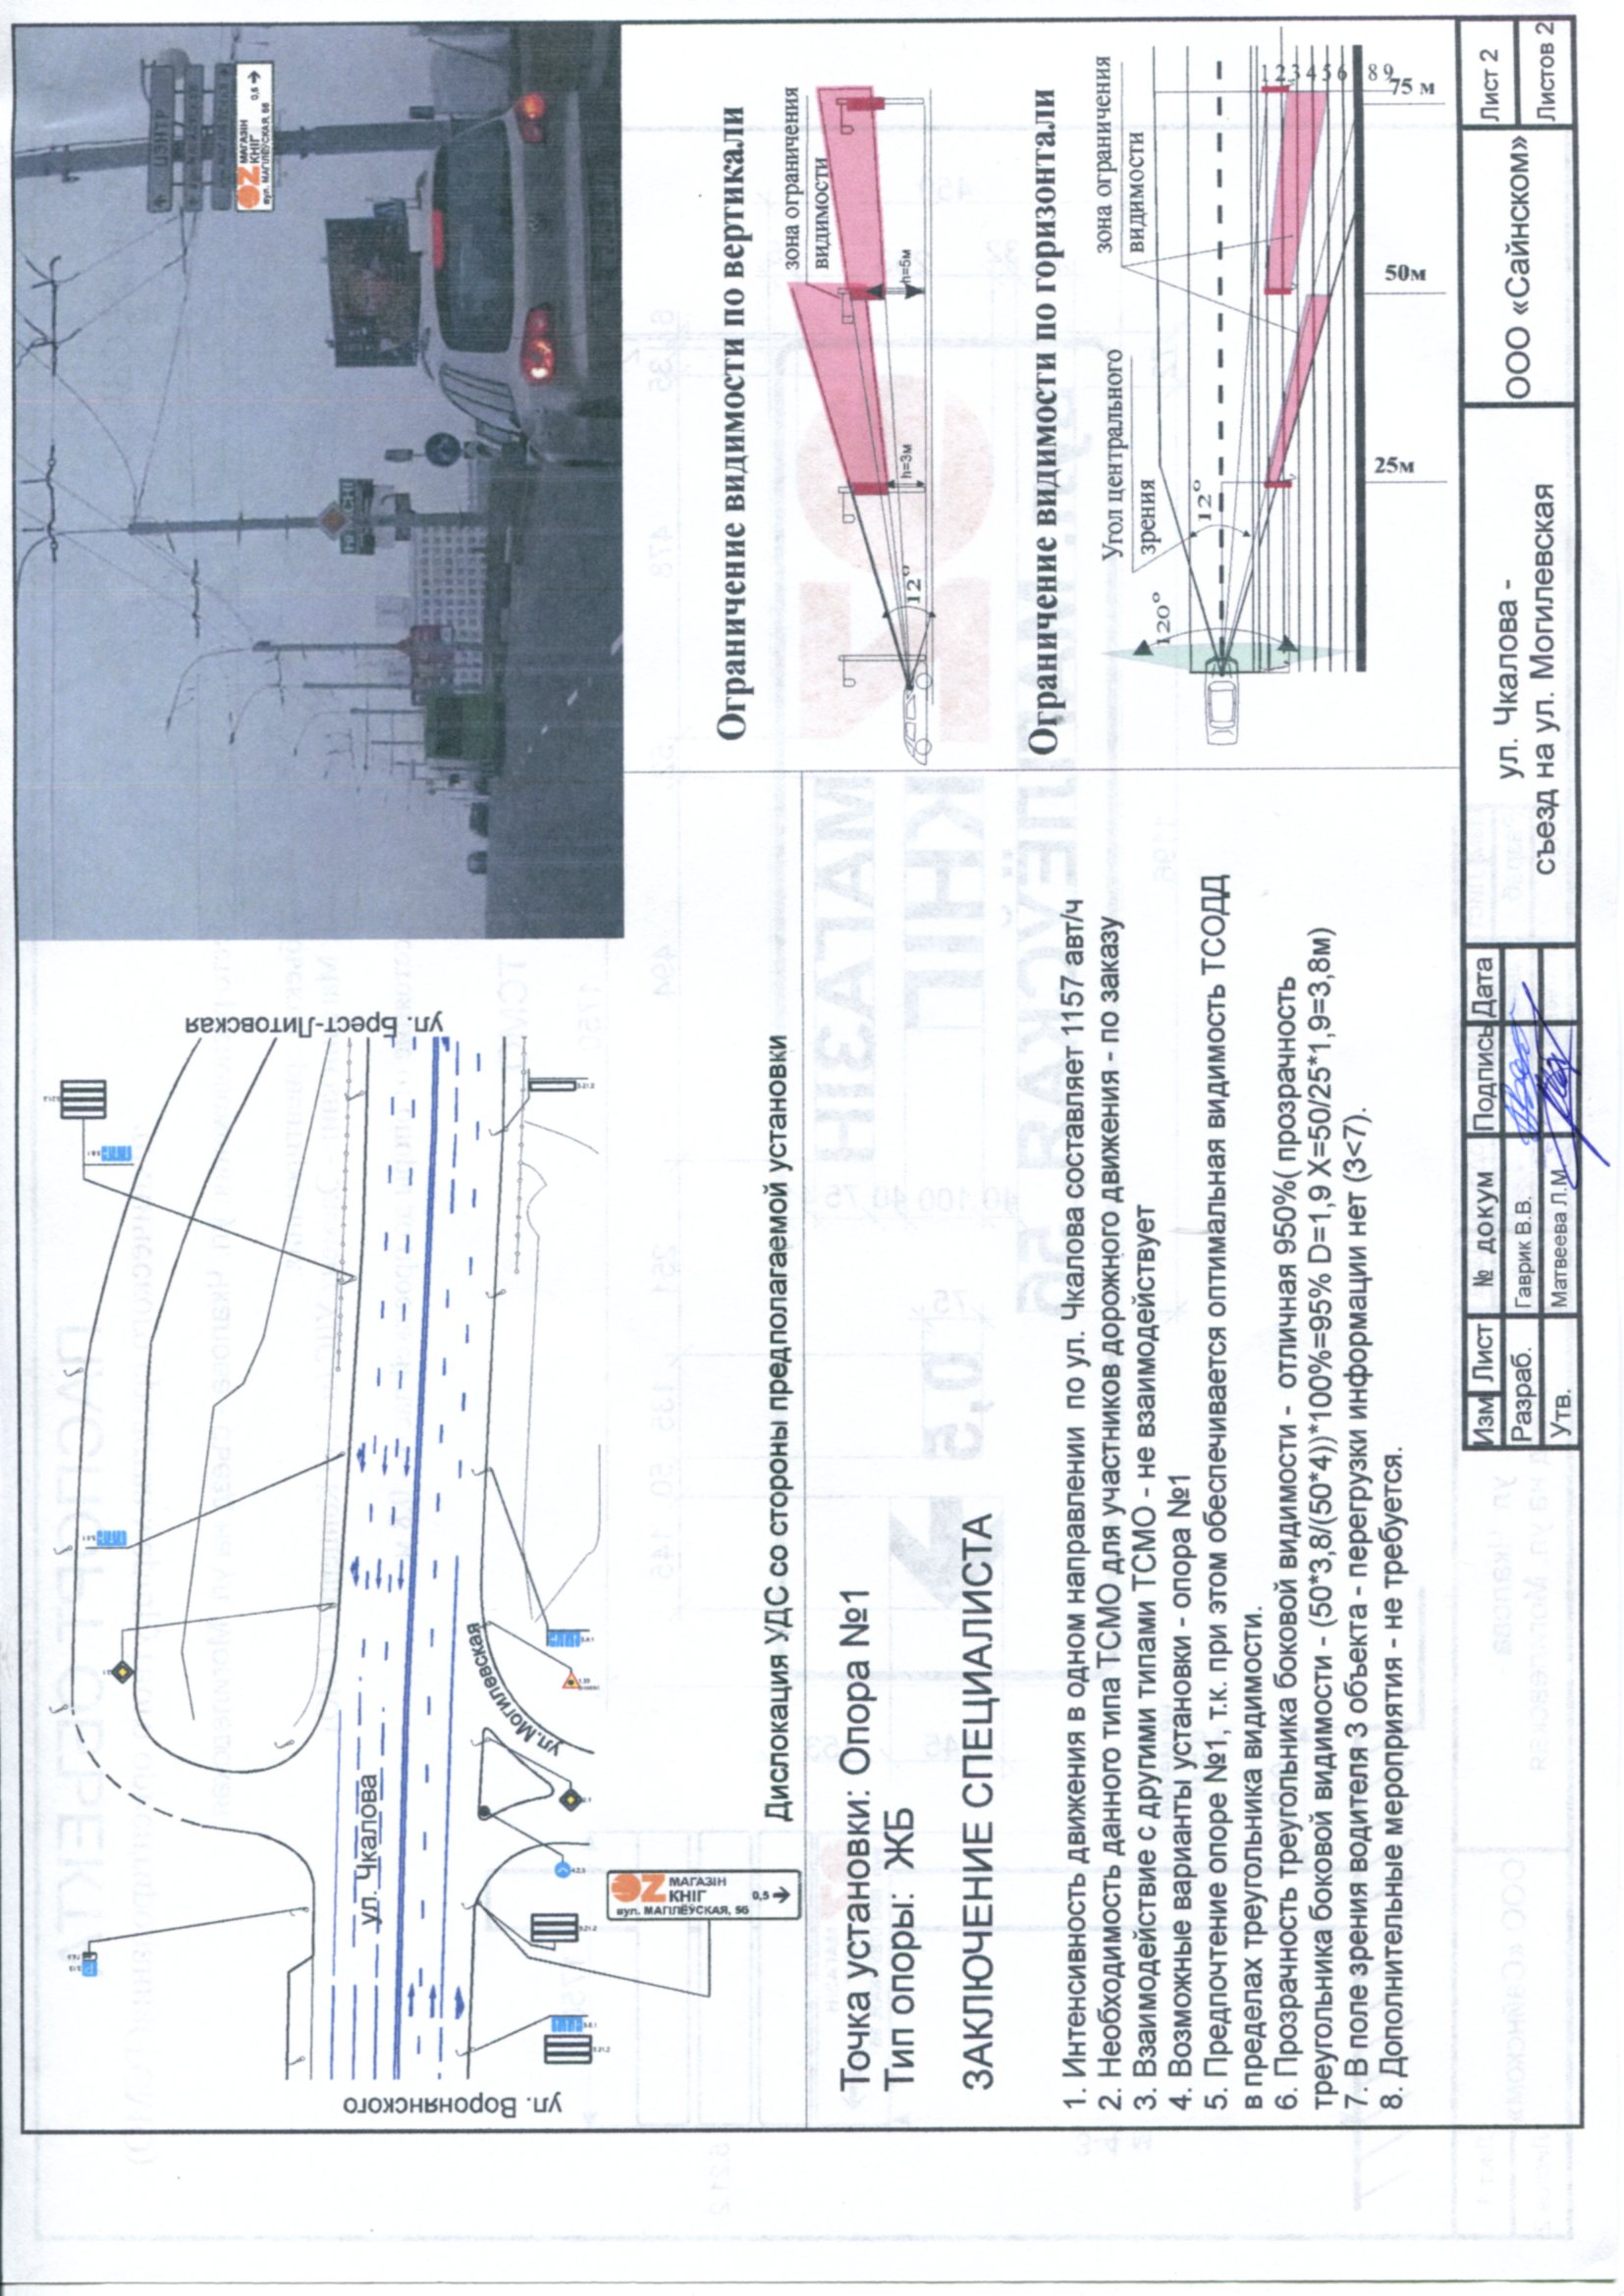 ул. Воронянского
ул. Чкалова
ул. Могилевская
ул. Брест-Литовская
МАГАЗІН
КНІГ
вул. МАГІЛЁЎСКАЯ, 56
0,5
ЦЭНТР
OZ МАГАЗІН
КНІГ
вул. МАГІЛЁЎСКАЯ, 56
0,5
Дислокация УДС со стороны предполагаемой установки
Точка установки: Опора №1
Тип опоры: ЖБ
ЗАКЛЮЧЕНИЕ СПЕЦИАЛИСТА
1. Интенсивность движения в одном направлении по ул. Чкалова составляет 1157 авт/ч
2. Необходимость данного типа ТСМО для участников дорожного движения - по заказу
3. Взаимодействие с другими типами ТСМО - не взаимодействует
4. Возможные варианты установки - опора №1
5. Предпочтение опоре №1, т.к. при этом обеспечивается оптимальная видимость ТСОДД
в пределах треугольника видимости.
6. Прозрачность треугольника боковой видимости - отличная 950%( прозрачность
треугольника боковой видимости - (50*3,8/(50*4))*100%=95% D=1,9 X=50/25*1,9=3,8м)
7. В поле зрения водителя 3 объекта - перегрузки информации нет (3<7).
8. Дополнительные мероприятия - не требуется.
Ограничение видимости по вертикали
зона ограничения
видимости
h=3м
h=5м
12°
Ограничение видимости по горизонтали
Угол центрального
зрения
зона ограничения
видимости
120°
12°
1 2 3 4 5 6 8 9
25м
50м
75 м
Изм Лист № докум Подпись Дата
Разраб. Гаврик В.В.
Утв. Матвеева Л.М.
ул. Чкалова -
съезд на ул. Могилевская
ООО «Сайнском»
Лист 2
Листов 2